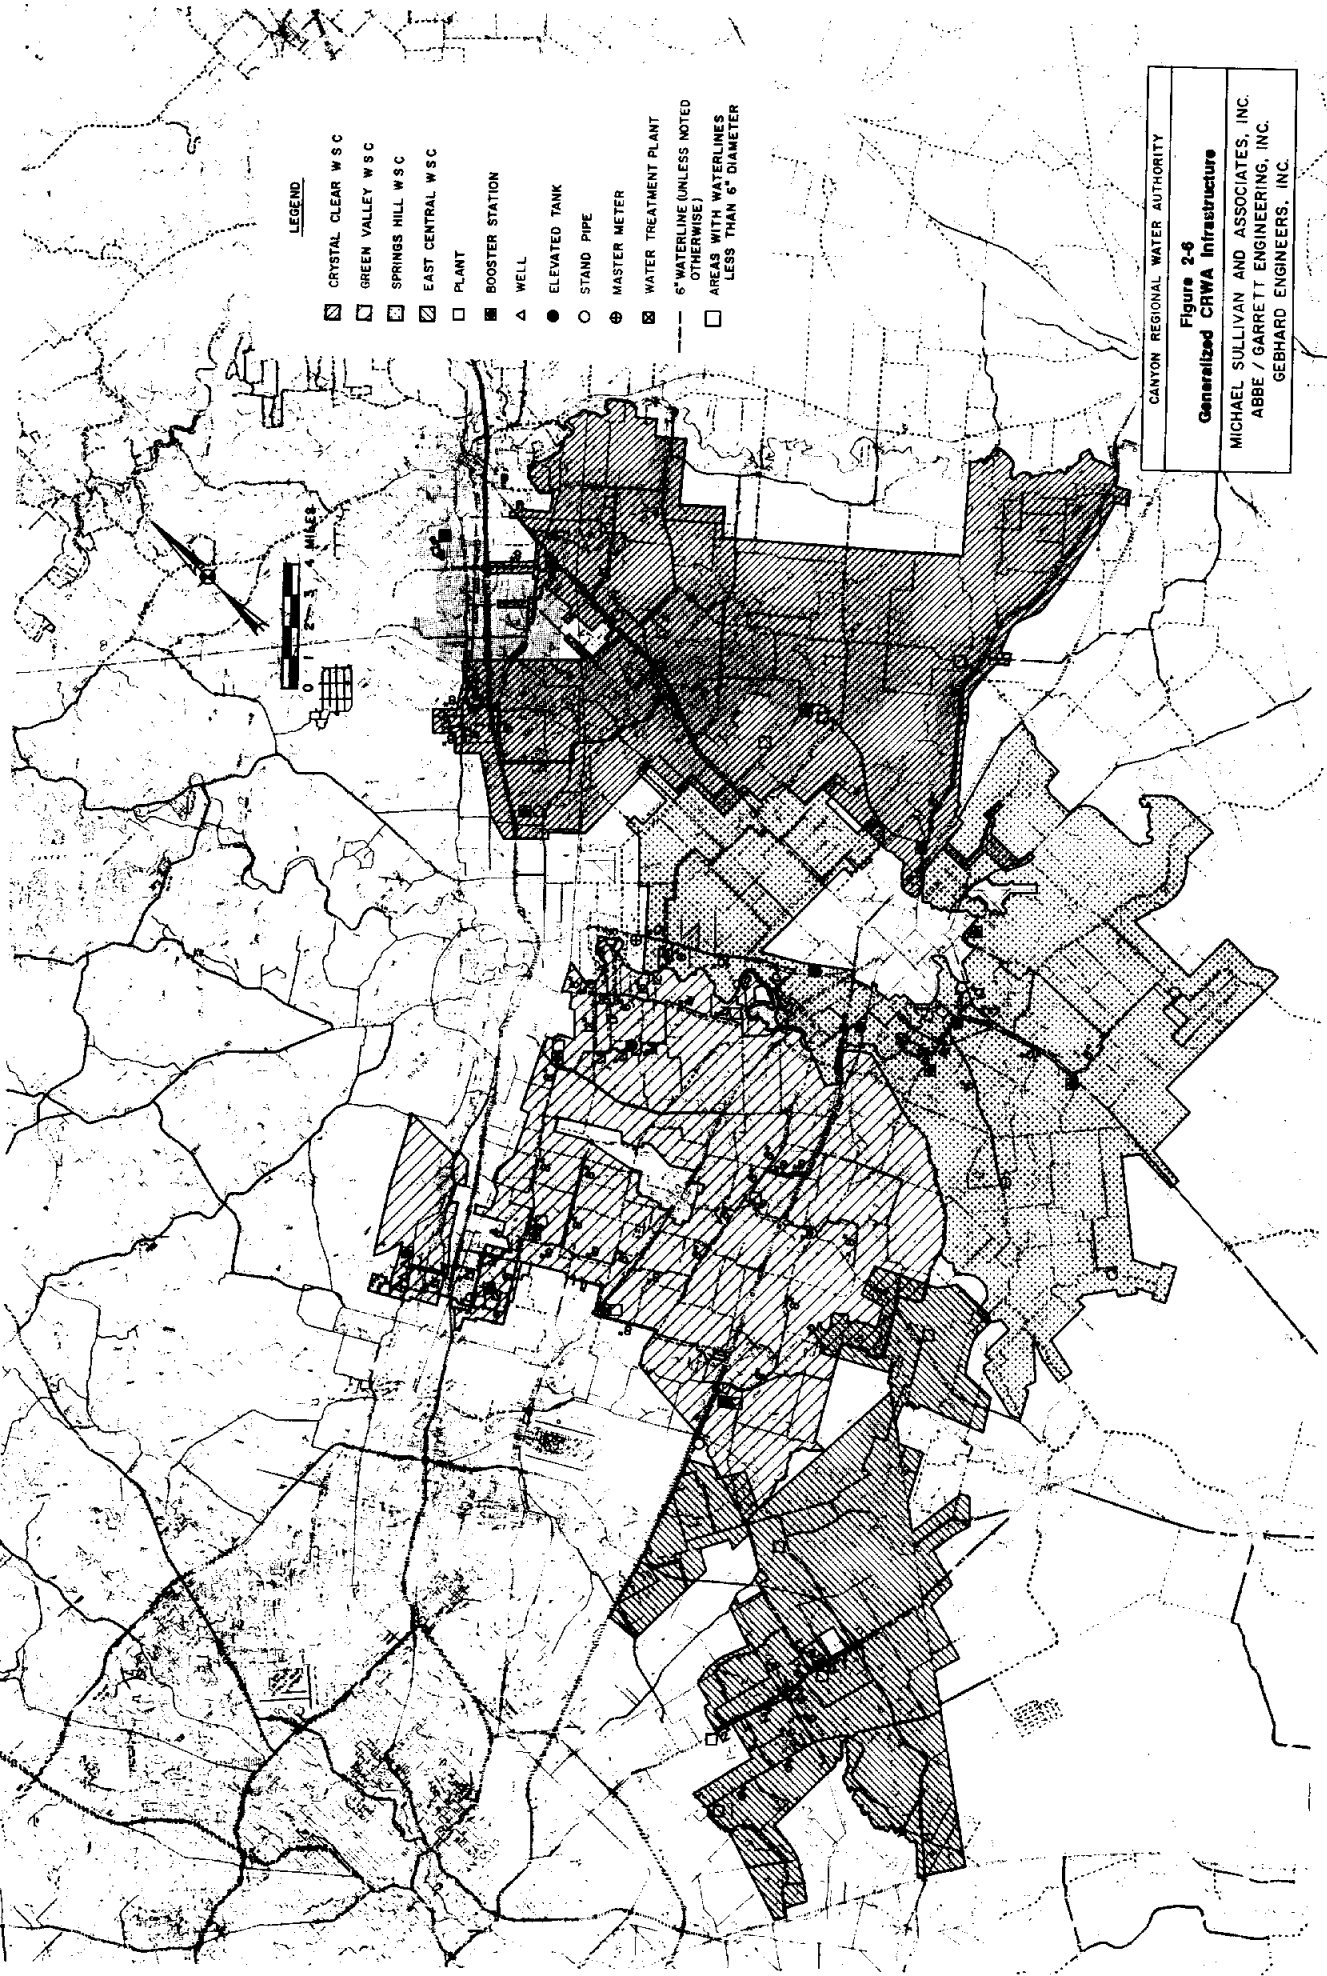 LEGEND
CRYSTAL CLEAR W S C
GREEN VALLEY W S C
SPRINGS HILL W S C
EAST CENTRAL W S C
PLANT
BOOSTER STATION
WELL
ELEVATED TANK
STAND PIPE
MASTER METER
WATER TREATMENT PLANT
6" WATERLINE (UNLESS NOTED
OTHERWISE)
AREAS WITH WATERLINES
LESS THAN 6" DIAMETER
0 1 2 3 4 MILES
CANYON REGIONAL WATER AUTHORITY
Figure 2-6
Generalized CRWA Infrastructure
MICHAEL SULLIVAN AND ASSOCIATES, INC.
ABBE / GARRETT ENGINEERING, INC.
GEBHARD ENGINEERS, INC.